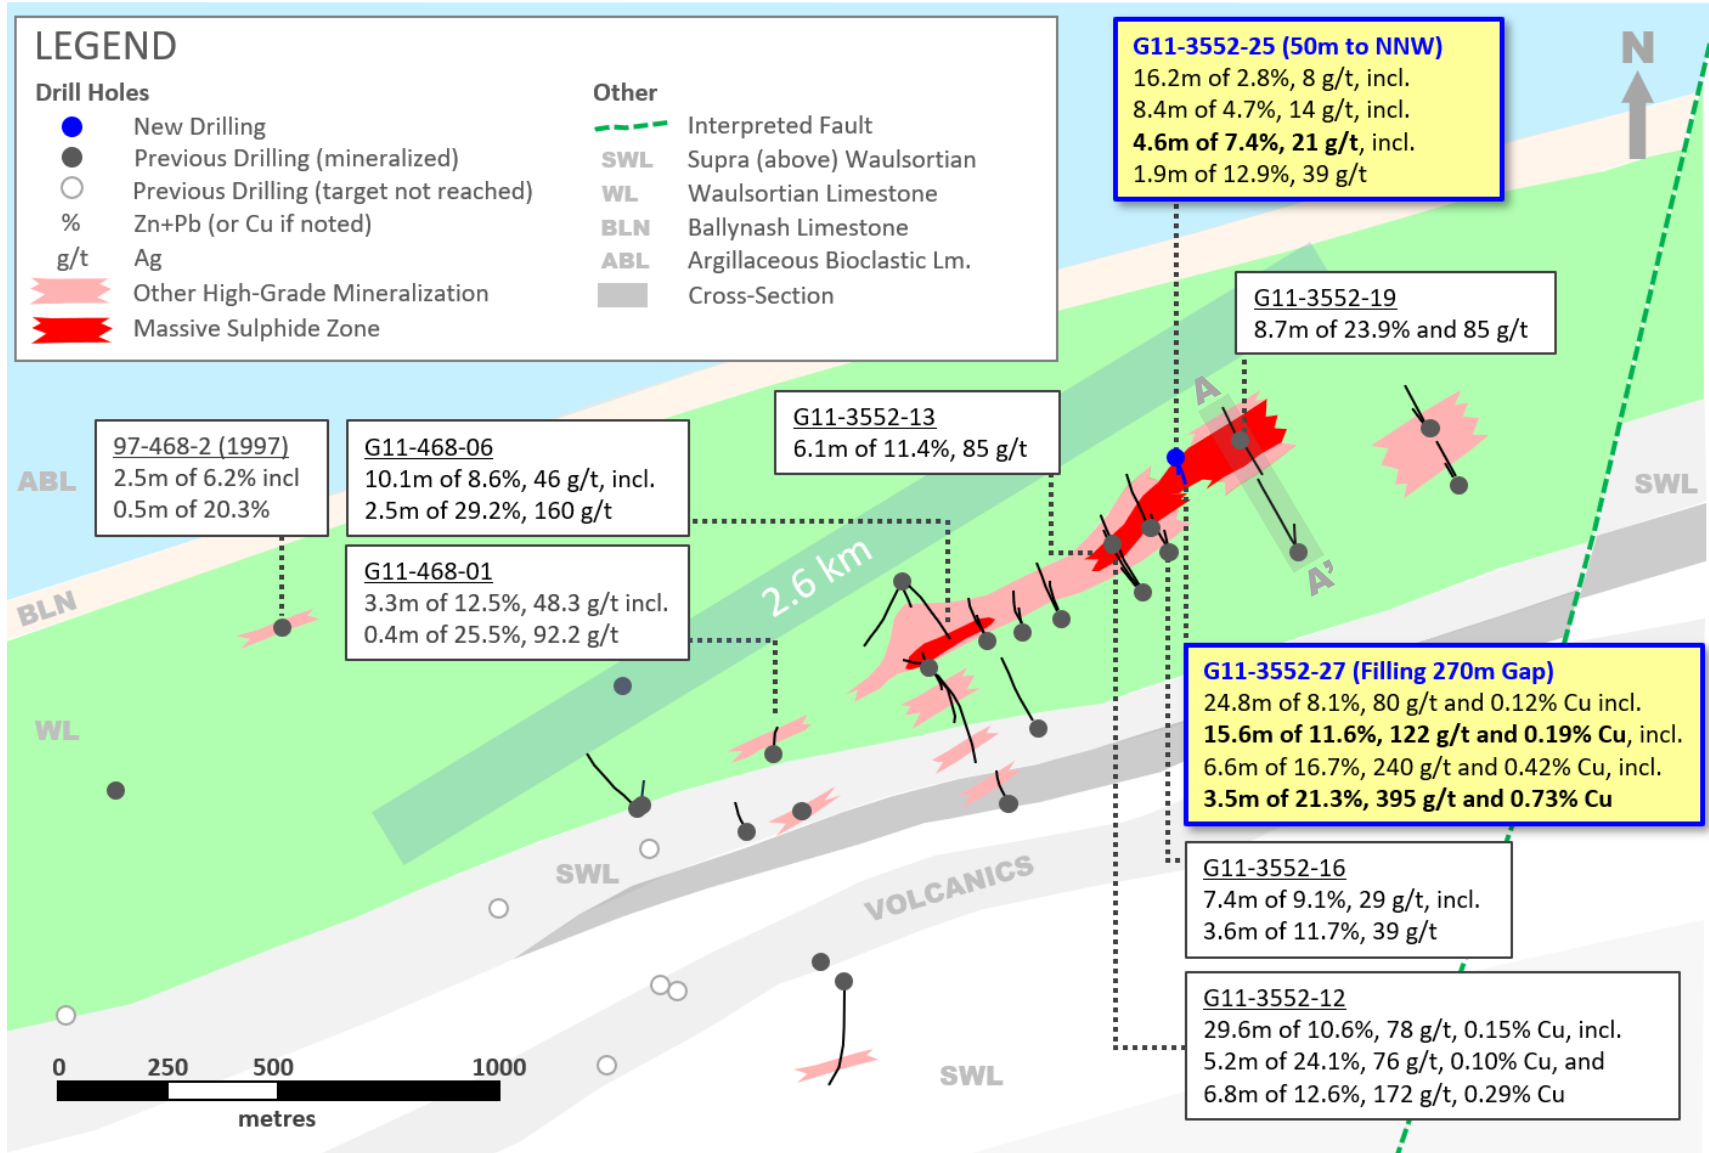 LEGEND
Drill Holes
New Drilling
Previous Drilling (mineralized)
Previous Drilling (target not reached)
% Zn+Pb (or Cu if noted)
g/t Ag
Other High-Grade Mineralization
Massive Sulphide Zone
Other
Interpreted Fault
SWL Supra (above) Waulsortian
WL Waulsortian Limestone
BLN Ballynash Limestone
ABL Argillaceous Bioclastic Lm.
Cross-Section
G11-3552-25 (50m to NNW)
16.2m of 2.8%, 8 g/t, incl.
8.4m of 4.7%, 14 g/t, incl.
4.6m of 7.4%, 21 g/t, incl.
1.9m of 12.9%, 39 g/t
N
G11-3552-19
8.7m of 23.9% and 85 g/t
A
A’
G11-3552-13
6.1m of 11.4%, 85 g/t
97-468-2 (1997)
2.5m of 6.2% incl
0.5m of 20.3%
G11-468-06
10.1m of 8.6%, 46 g/t, incl.
2.5m of 29.2%, 160 g/t
G11-468-01
3.3m of 12.5%, 48.3 g/t incl.
0.4m of 25.5%, 92.2 g/t
ABL
BLN
WL
2.6 km
SWL
G11-3552-27 (Filling 270m Gap)
24.8m of 8.1%, 80 g/t and 0.12% Cu incl.
15.6m of 11.6%, 122 g/t and 0.19% Cu, incl.
6.6m of 16.7%, 240 g/t and 0.42% Cu, incl.
3.5m of 21.3%, 395 g/t and 0.73% Cu
SWL
VOLCANICS
G11-3552-16
7.4m of 9.1%, 29 g/t, incl.
3.6m of 11.7%, 39 g/t
G11-3552-12
29.6m of 10.6%, 78 g/t, 0.15% Cu, incl.
5.2m of 24.1%, 76 g/t, 0.10% Cu, and
6.8m of 12.6%, 172 g/t, 0.29% Cu
SWL
0 250 500 1000
metres